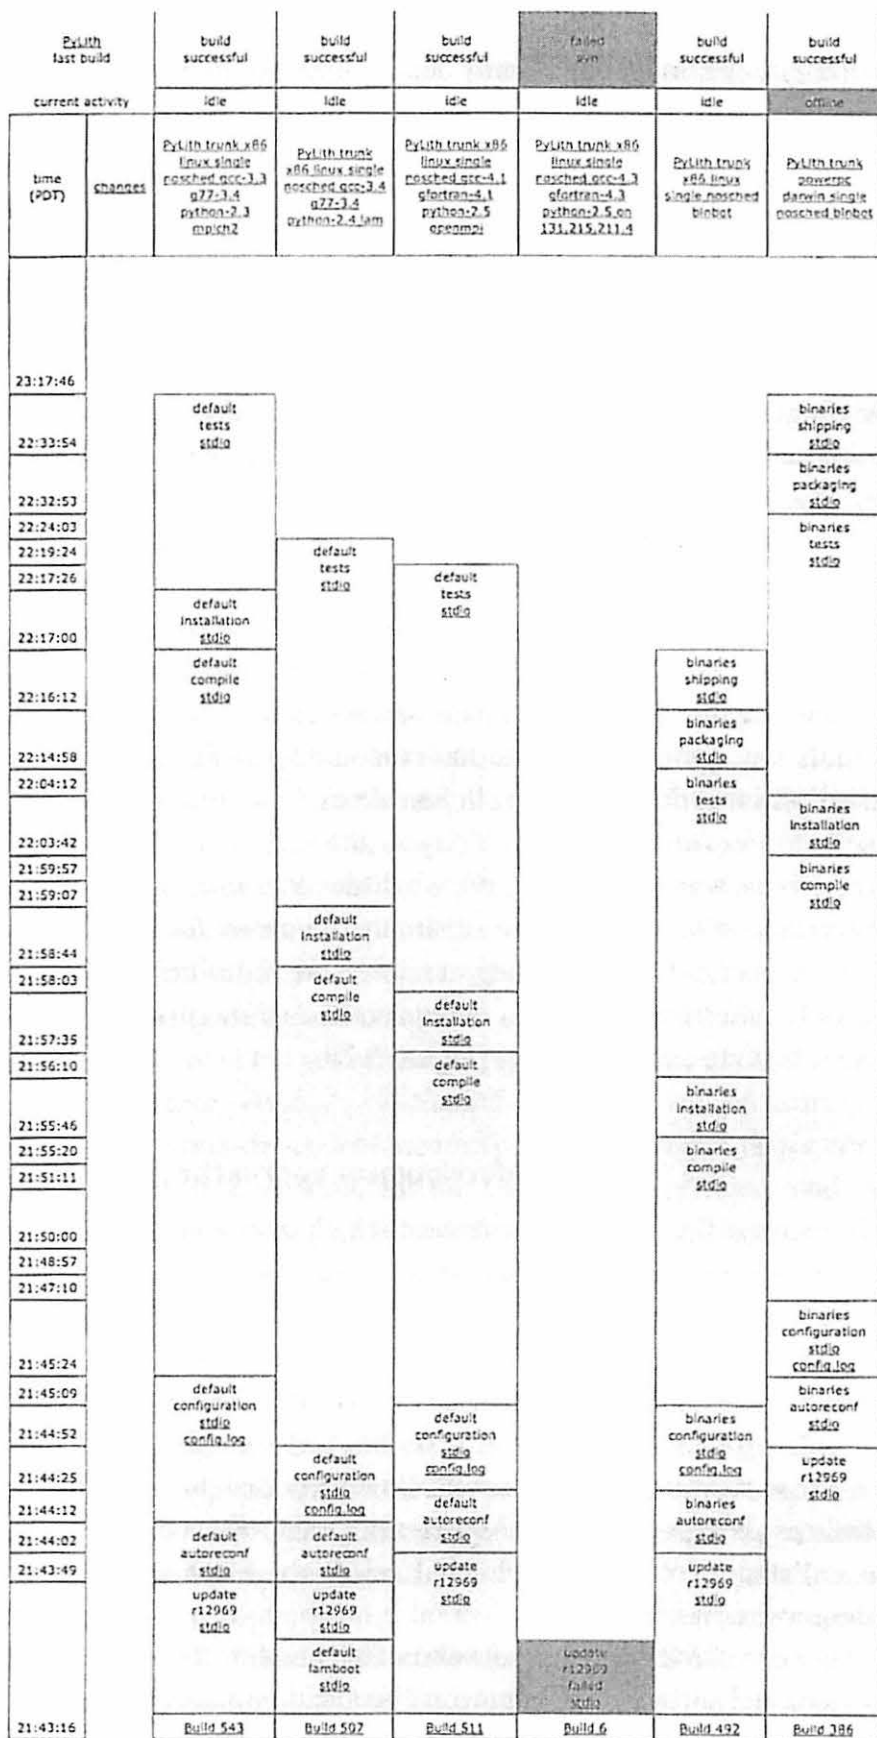 PyLith
last build
build
successful
build
successful
build
successful
failed
svn
build
successful
build
successful
current activity
idle
idle
idle
idle
idle
offline
time
(PDT)
changes
PyLith trunk x86
linux single
nosched gcc-3.3
g77-3.4
python-2.3
mpich2
PyLith trunk
x86 linux single
nosched gcc-3.4
g77-3.4
python-2.4 lam
PyLith trunk x86
linux single
nosched gcc-4.1
gfortran-4.1
python-2.5
openmpi
PyLith trunk x86
linux single
nosched gcc-4.3
gfortran-4.3
python-2.5 on
131.215.211.4
PyLith trunk
x86 linux
single nosched
binbot
PyLith trunk
powerpc
darwin single
nosched binbot
23:17:46
default
tests
stdio
binaries
shipping
stdio
22:33:54
binaries
packaging
stdio
22:32:53
22:24:03
binaries
tests
stdio
22:19:24
default
tests
stdio
22:17:26
default
tests
stdio
default
installation
stdio
22:17:00
default
compile
stdio
binaries
shipping
stdio
22:16:12
binaries
packaging
stdio
22:14:58
22:04:12
binaries
tests
stdio
binaries
installation
stdio
22:03:42
21:59:57
binaries
compile
stdio
21:59:07
default
installation
stdio
21:58:44
21:58:03
default
compile
stdio
default
installation
stdio
21:57:35
21:56:10
default
compile
stdio
binaries
installation
stdio
21:55:46
21:55:20
binaries
compile
stdio
21:51:11
21:50:00
21:48:57
21:47:10
binaries
configuration
stdio
config.log
21:45:24
21:45:09
default
configuration
stdio
config.log
binaries
autoreconf
stdio
21:44:52
default
configuration
stdio
config.log
binaries
configuration
stdio
config.log
21:44:25
default
configuration
stdio
config.log
update
r12969
stdio
21:44:12
default
autoreconf
stdio
binaries
autoreconf
stdio
21:44:02
default
autoreconf
stdio
default
autoreconf
stdio
21:43:49
update
r12969
stdio
update
r12969
stdio
update
r12969
stdio
update
r12969
stdio
default
lamboot
stdio
update
r12969
failed
stdio
21:43:16
Build 543
Build 502
Build 511
Build 6
Build 492
Build 386